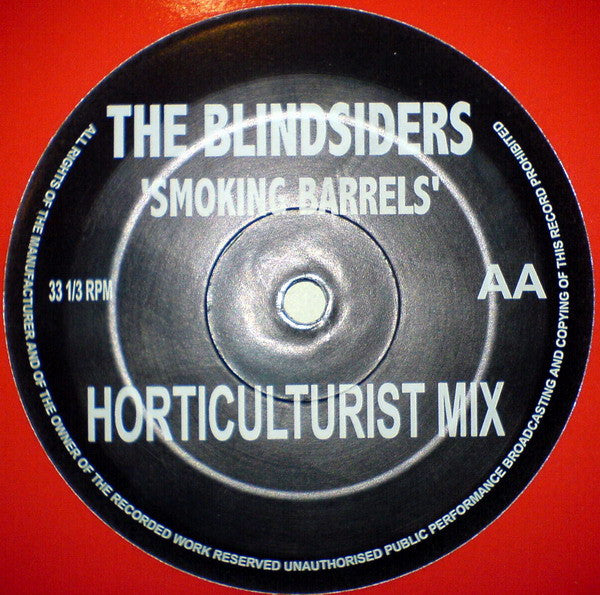 THE BLINDSIDERS
'SMOKING BARRELS'
33 1/3 RPM
AA
HORTICULTURIST MIX
ALL RIGHTS OF THE MANUFACTURER AND OF THE OWNER OF THE RECORDED WORK RESERVED UNAUTHORISED PUBLIC PERFORMANCE BROADCASTING AND COPYING OF THIS RECORD PROHIBITED